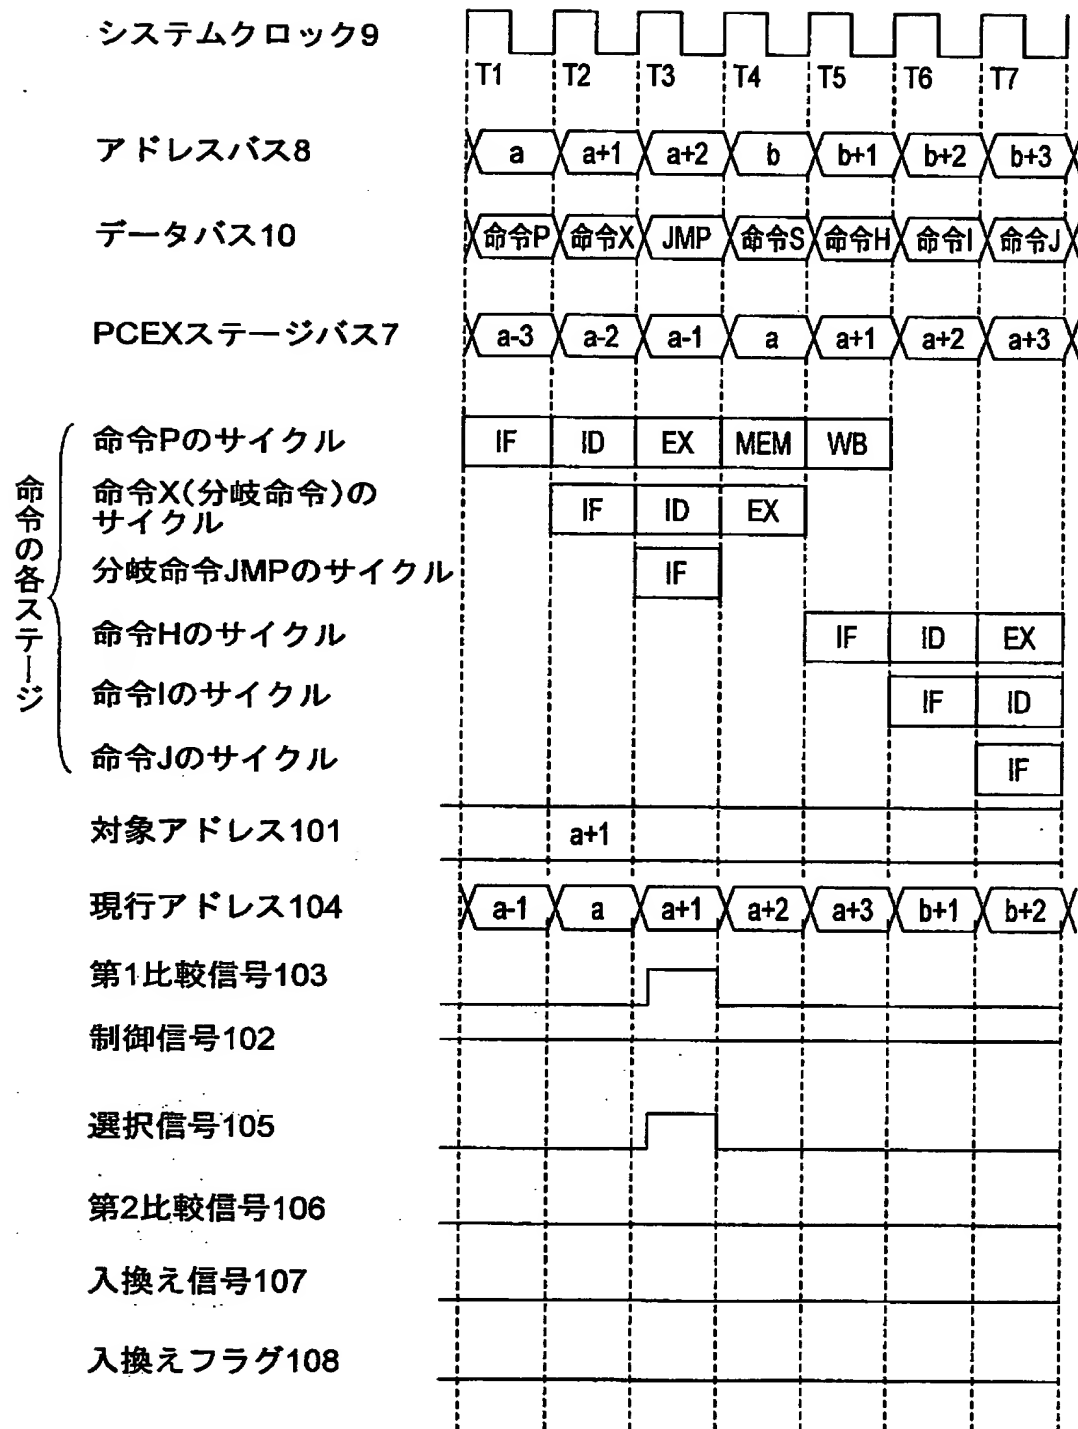 システムクロック9
T1 T2 T3 T4 T5 T6 T7
アドレスバス8 a a+1 a+2 b b+1 b+2 b+3
データバス10 命令P 命令X JMP 命令S 命令H 命令I 命令J
PCEXステージバス7 a-3 a-2 a-1 a a+1 a+2 a+3
命令の各ステージ
命令Pのサイクル IF ID EX MEM WB
命令X(分岐命令)の
サイクル IF ID EX
分岐命令JMPのサイクル IF
命令Hのサイクル IF ID EX
命令Iのサイクル IF ID
命令Jのサイクル IF
対象アドレス101 a+1
現行アドレス104 a-1 a a+1 a+2 a+3 b+1 b+2
第1比較信号103
制御信号102
選択信号105
第2比較信号106
入換え信号107
入換えフラグ108